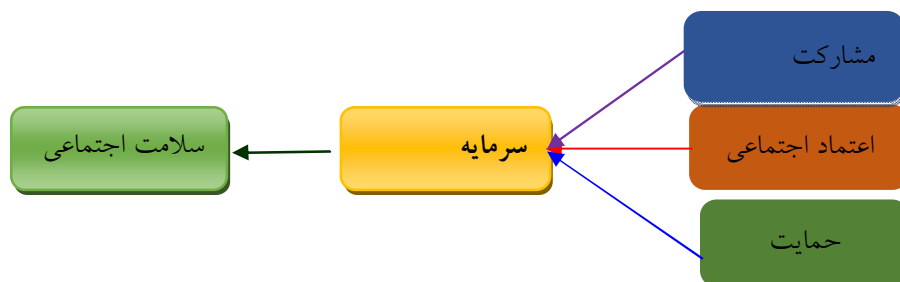 مشارکت
اعتماد اجتماعی
حمایت
سرمایه
سلامت اجتماعی